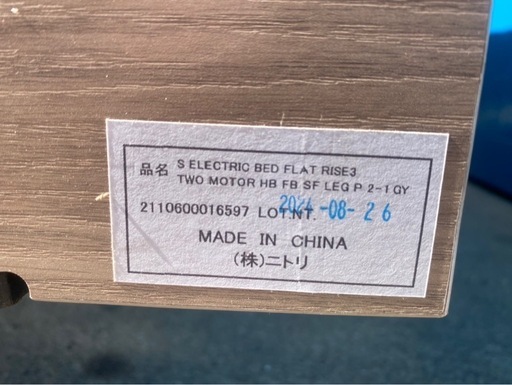 品名 S ELECTRIC BED FLAT RISE3
TWO MOTOR HB FB SF LEG P 2-1 GY
2110600016597 LOT.NT. 2024-08-26
MADE IN CHINA
(株)ニトリ